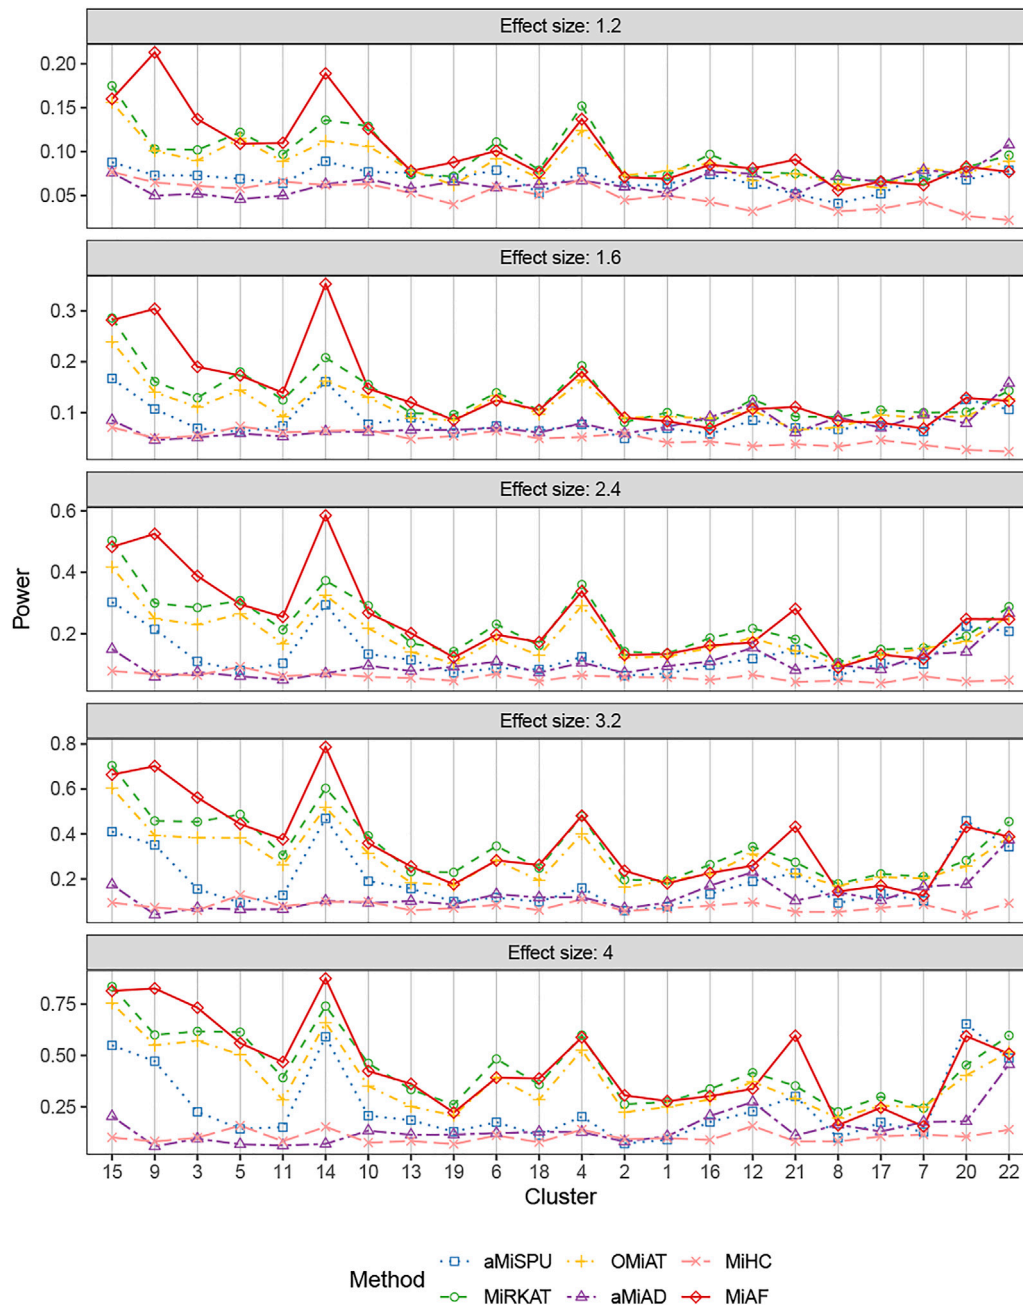 Effect size: 1.2
0.20
0.15
0.10
0.05
Effect size: 1.6
0.3
0.2
0.1
Effect size: 2.4
0.6
0.4
0.2
Power
Effect size: 3.2
0.8
0.6
0.4
0.2
Effect size: 4
0.75
0.50
0.25
15 9 3 5 11 14 10 13 19 6 18 4 2 1 16 12 21 8 17 7 20 22
Cluster
Method
aMiSPU OMiAT MiHC
MiRKAT aMiAD MiAF